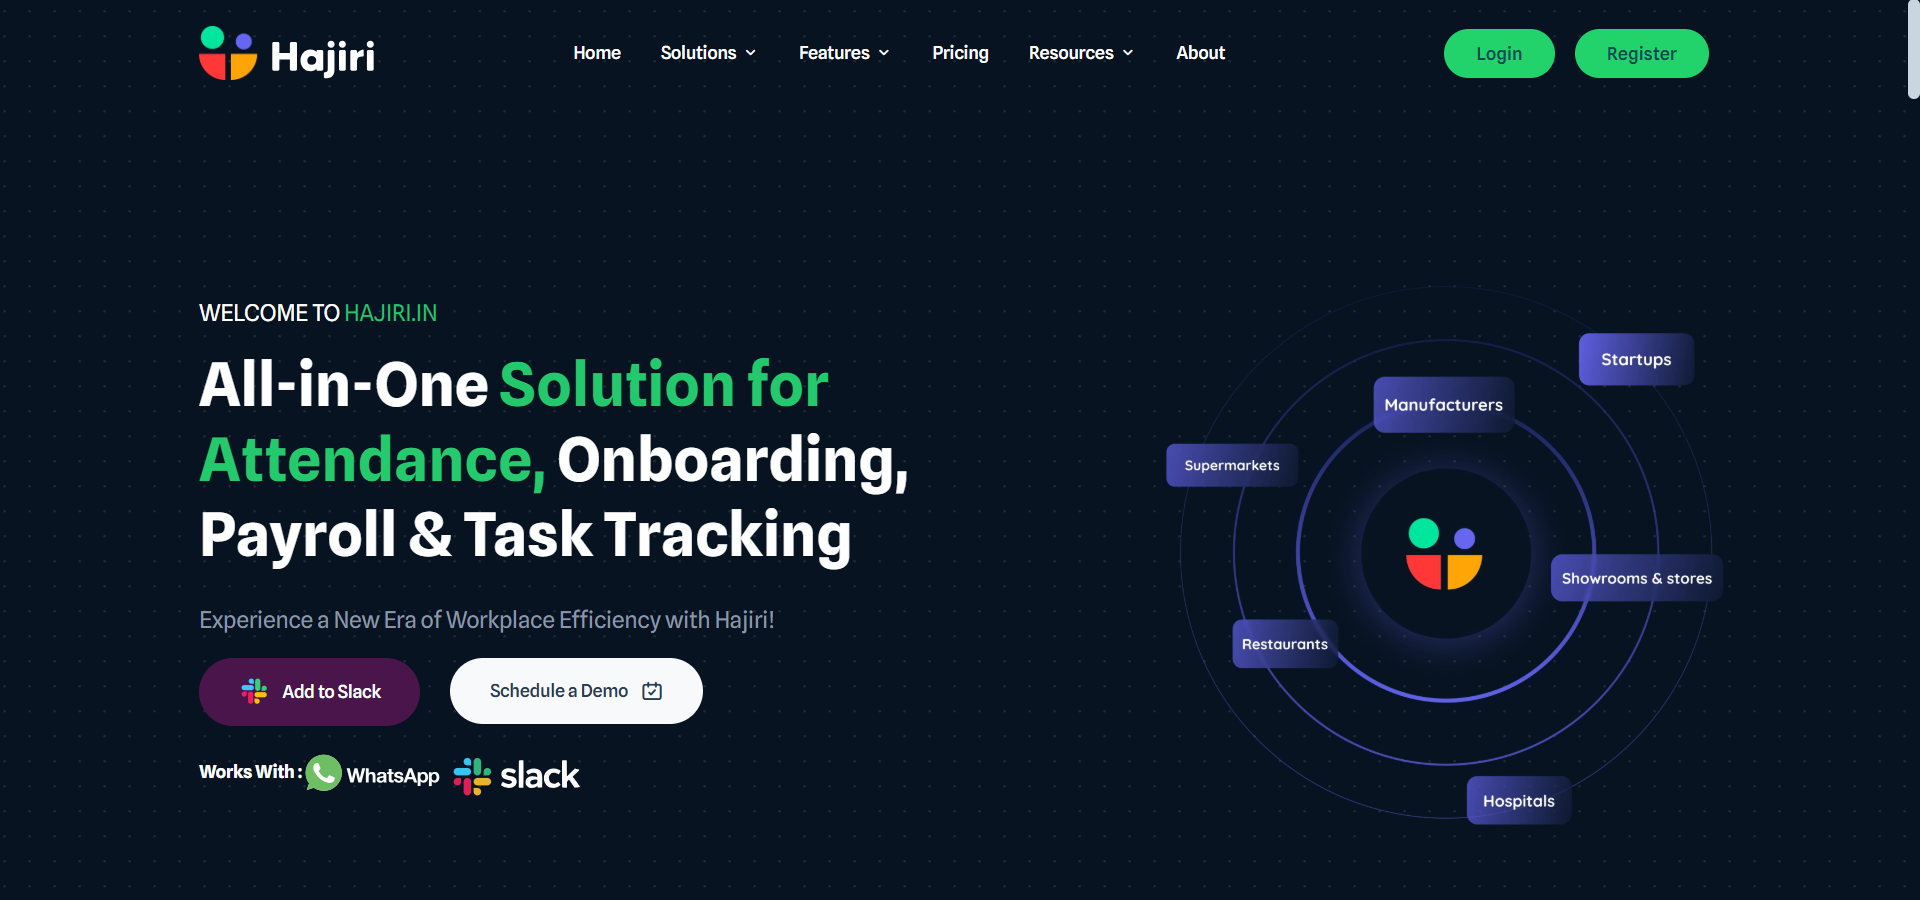 Hajiri
Home Solutions Features Pricing Resources About
Login Register
WELCOME TO HAJIRI.IN
All-in-One Solution for
Attendance, Onboarding,
Payroll & Task Tracking
Experience a New Era of Workplace Efficiency with Hajiri!
Add to Slack Schedule a Demo
Works With : WhatsApp slack
Startups
Manufacturers
Supermarkets
Showrooms & stores
Restaurants
Hospitals